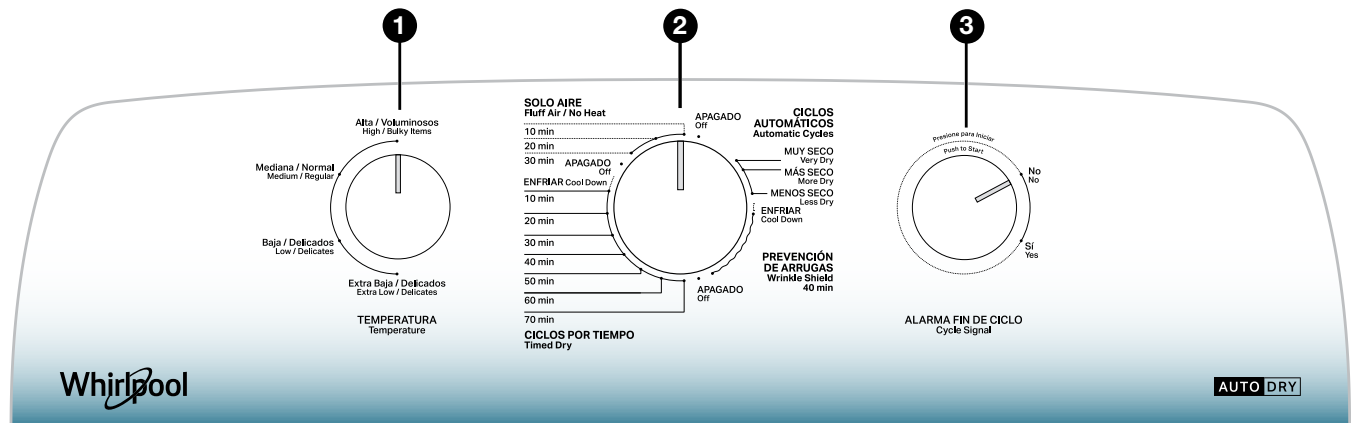 1
2
3
Alta / Voluminosos
High / Bulky Items
Mediana / Normal
Medium / Regular
Baja / Delicados
Low / Delicates
Extra Baja / Delicados
Extra Low / Delicates
TEMPERATURA
Temperature
SOLO AIRE
Fluff Air / No Heat
10 min
20 min
30 min
APAGADO
Off
ENFRIAR Cool Down
10 min
20 min
30 min
40 min
50 min
60 min
70 min
CICLOS POR TIEMPO
Timed Dry
APAGADO
Off
CICLOS
AUTOMÁTICOS
Automatic Cycles
MUY SECO
Very Dry
MÁS SECO
More Dry
MENOS SECO
Less Dry
ENFRIAR
Cool Down
PREVENCIÓN
DE ARRUGAS
Wrinkle Shield
40 min
APAGADO
Off
Presione para Iniciar
Push to Start
No
No
Sí
Yes
ALARMA FIN DE CICLO
Cycle Signal
Whirlpool
AUTO DRY